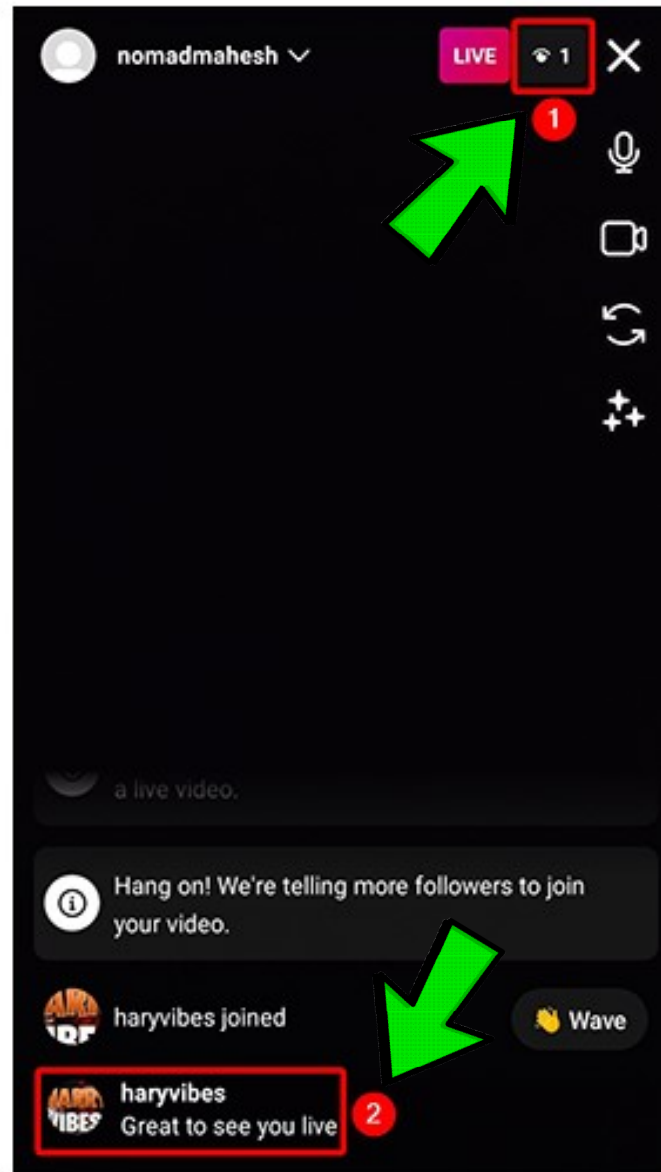 nomadmahesh
LIVE
1
1
a live video.
Hang on! We're telling more followers to join
your video.
haryvibes joined
Wave
haryvibes
Great to see you live
2
VIBES